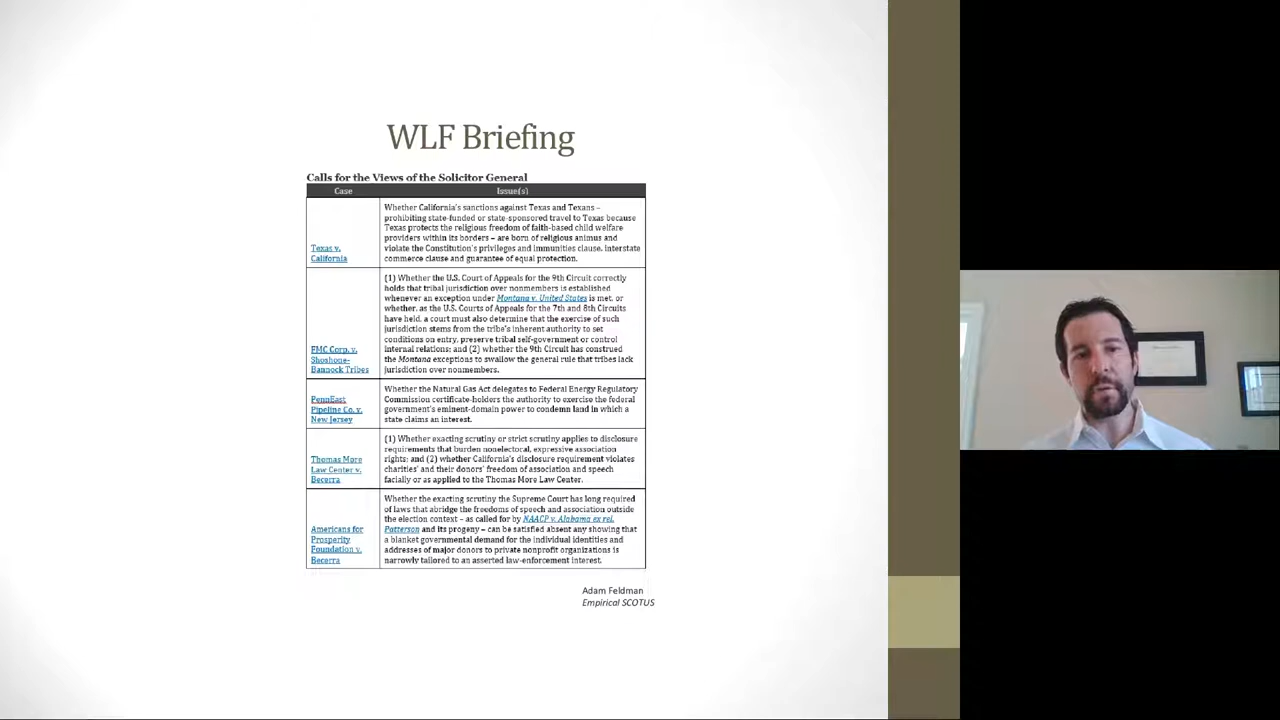 WLF Briefing
Calls for the Views of the Solicitor General
Case
Issue(s)
Texas v.
California
Whether California's sanctions against Texas and Texans –
prohibiting state-funded or state-sponsored travel to Texas because
Texas protects the religious freedom of faith-based child welfare
providers within its borders – are born of religious animus and
violate the Constitution's privileges and immunities clause, interstate
commerce clause and guarantee of equal protection.
FMC Corp. v.
Shoshone-
Bannock Tribes
(1) Whether the U.S. Court of Appeals for the 9th Circuit correctly
holds that tribal jurisdiction over nonmembers is established
whenever an exception under Montana v. United States is met, or
whether, as the U.S. Courts of Appeals for the 7th and 8th Circuits
have held, a court must also determine that the exercise of such
jurisdiction stems from the tribe's inherent authority to set
conditions on entry, preserve tribal self-government or control
internal relations; and (2) whether the 9th Circuit has construed
the Montana exceptions to swallow the general rule that tribes lack
jurisdiction over nonmembers.
PennEast
Pipeline Co. v.
New Jersey
Whether the Natural Gas Act delegates to Federal Energy Regulatory
Commission certificate-holders the authority to exercise the federal
government's eminent-domain power to condemn land in which a
state claims an interest.
Thomas More
Law Center v.
Becerra
(1) Whether exacting scrutiny or strict scrutiny applies to disclosure
requirements that burden nonelectoral, expressive association
rights; and (2) whether California's disclosure requirement violates
charities' and their donors' freedom of association and speech
facially or as applied to the Thomas More Law Center.
Americans for
Prosperity
Foundation v.
Becerra
Whether the exacting scrutiny the Supreme Court has long required
of laws that abridge the freedoms of speech and association outside
the election context – as called for by NAACP v. Alabama ex rel.
Patterson and its progeny – can be satisfied absent any showing that
a blanket governmental demand for the individual identities and
addresses of major donors to private nonprofit organizations is
narrowly tailored to an asserted law-enforcement interest.
Adam Feldman
Empirical SCOTUS